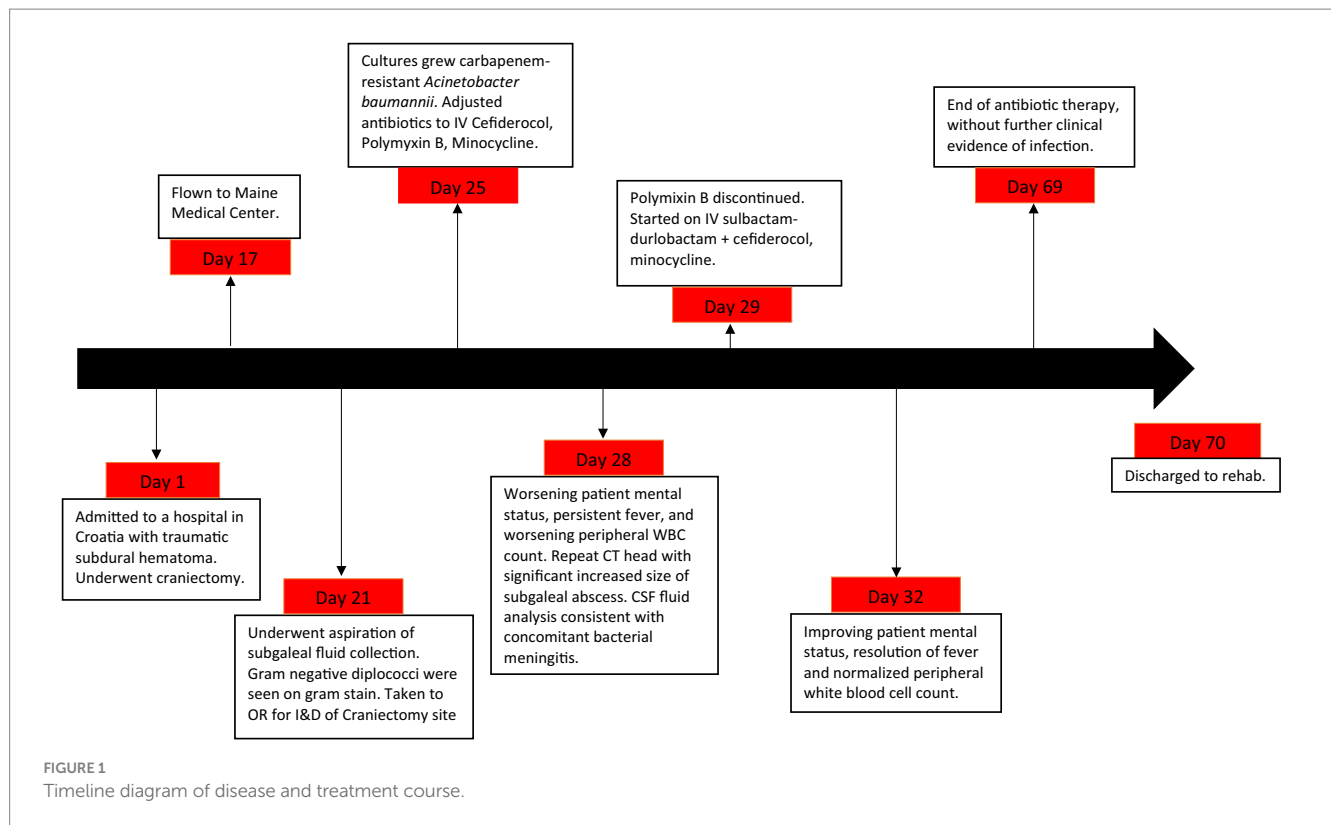 Cultures grew carbapenem-
resistant Acinetobacter
baumannii. Adjusted
antibiotics to IV Cefiderocol,
Polymyxin B, Minocycline.
Day 25
End of antibiotic therapy,
without further clinical
evidence of infection.
Day 69
Flown to Maine
Medical Center.
Day 17
Polymixin B discontinued.
Started on IV sulbactam-
durlobactam + cefiderocol,
minocycline.
Day 29
Day 1
Admitted to a hospital in
Croatia with traumatic
subdural hematoma.
Underwent craniectomy.
Day 21
Underwent aspiration of
subgaleal fluid collection.
Gram negative diplococci were
seen on gram stain. Taken to
OR for I&D of Craniectomy site
Day 28
Worsening patient mental
status, persistent fever, and
worsening peripheral WBC
count. Repeat CT head with
significant increased size of
subgaleal abscess. CSF fluid
analysis consistent with
concomitant bacterial
meningitis.
Day 32
Improving patient mental
status, resolution of fever
and normalized peripheral
white blood cell count.
Day 70
Discharged to rehab.
FIGURE 1
Timeline diagram of disease and treatment course.